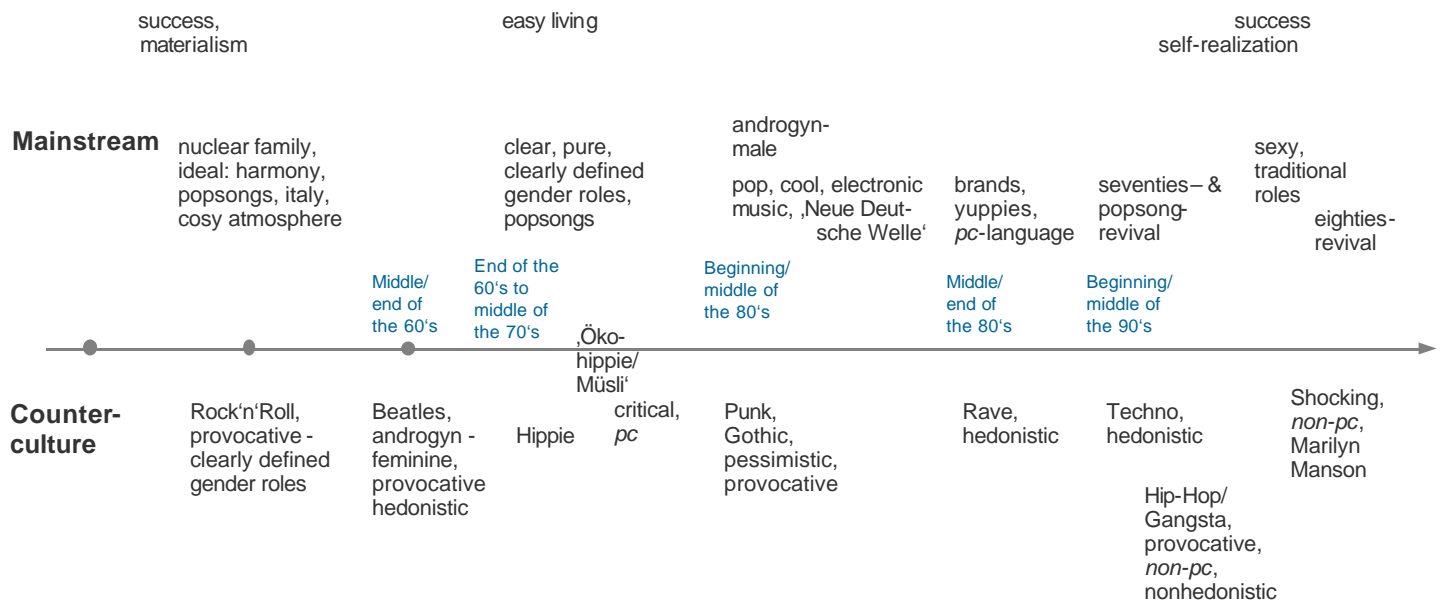 success,
materialism
easy living
success
self-realization
Mainstream
nuclear family,
ideal: harmony,
popsongs, italy,
cosy atmosphere
clear, pure,
clearly defined
gender roles,
popsongs
androgyn-
male
pop, cool, electronic
music, ‚Neue Deut-
sche Welle‘
brands,
yuppies,
pc-language
seventies– &
popsong-
revival
sexy,
traditional
roles
eighties-
revival
Middle/
end of
the 60‘s
End of the
60‘s to
middle of
the 70‘s
Beginning/
middle of
the 80‘s
Middle/
end of
the 80‘s
Beginning/
middle of
the 90‘s
Counter-
culture
Rock‘n‘Roll,
provocative -
clearly defined
gender roles
Beatles,
androgyn -
feminine,
provocative
hedonistic
Hippie
‚Öko-
hippie/
Müsli‘
critical,
pc
Punk,
Gothic,
pessimistic,
provocative
Rave,
hedonistic
Techno,
hedonistic
Hip-Hop/
Gangsta,
provocative,
non-pc,
nonhedonistic
Shocking,
non-pc,
Marilyn
Manson